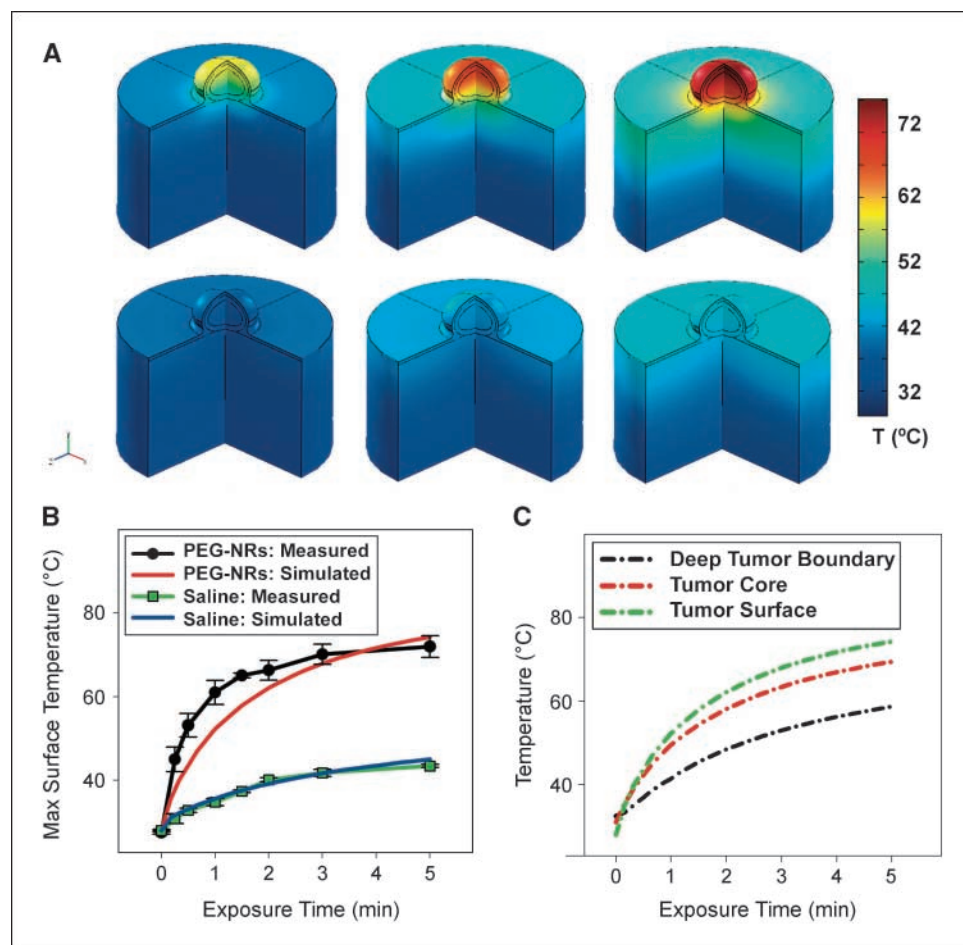 A
72
62
52
42
32
T (ºC)
B
PEG-NRs: Measured
PEG-NRs: Simulated
Saline: Measured
Saline: Simulated
Max Surface Temperature (°C)
80
60
40
0
1
2
3
4
5
Exposure Time (min)
C
Deep Tumor Boundary
Tumor Core
Tumor Surface
Temperature (°C)
80
60
40
0
1
2
3
4
5
Exposure Time (min)